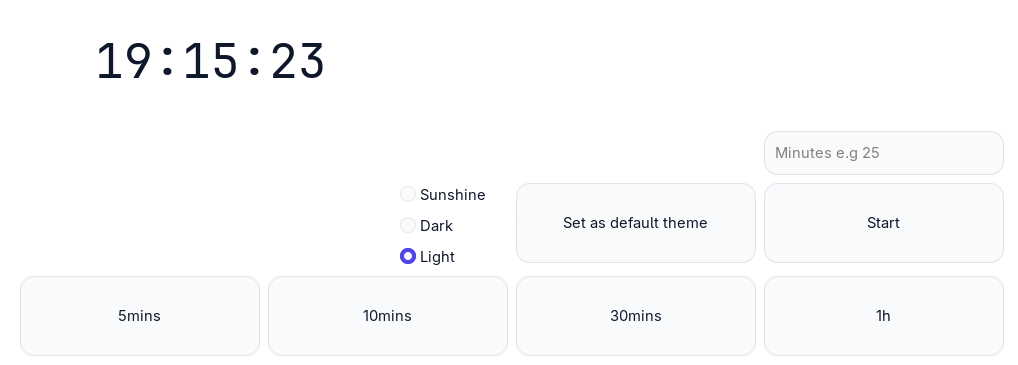 19:15:23
Minutes e.g 25
Sunshine
Dark
Light
Set as default theme
Start
5mins
10mins
30mins
1h